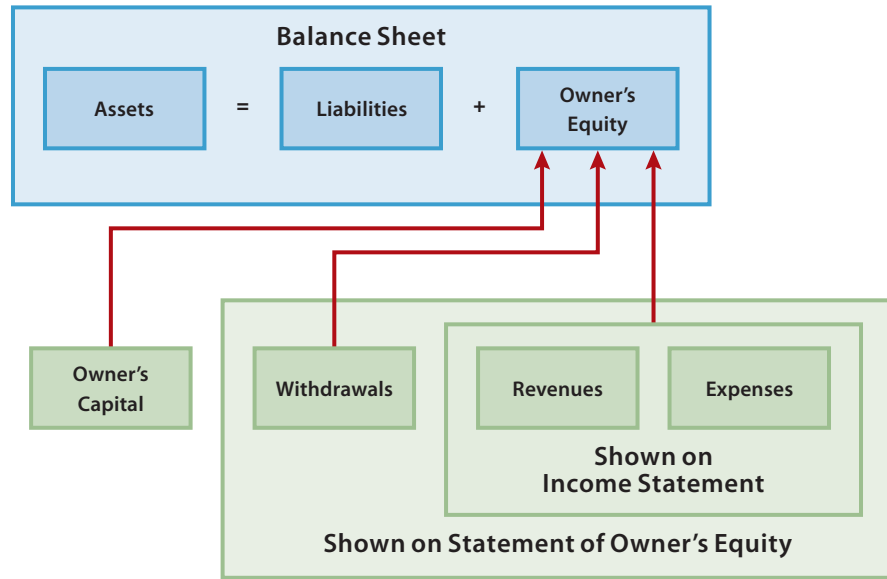 Balance Sheet
Assets
=
Liabilities
+
Owner's
Equity
Owner's
Capital
Withdrawals
Revenues
Expenses
Shown on
Income Statement
Shown on Statement of Owner's Equity